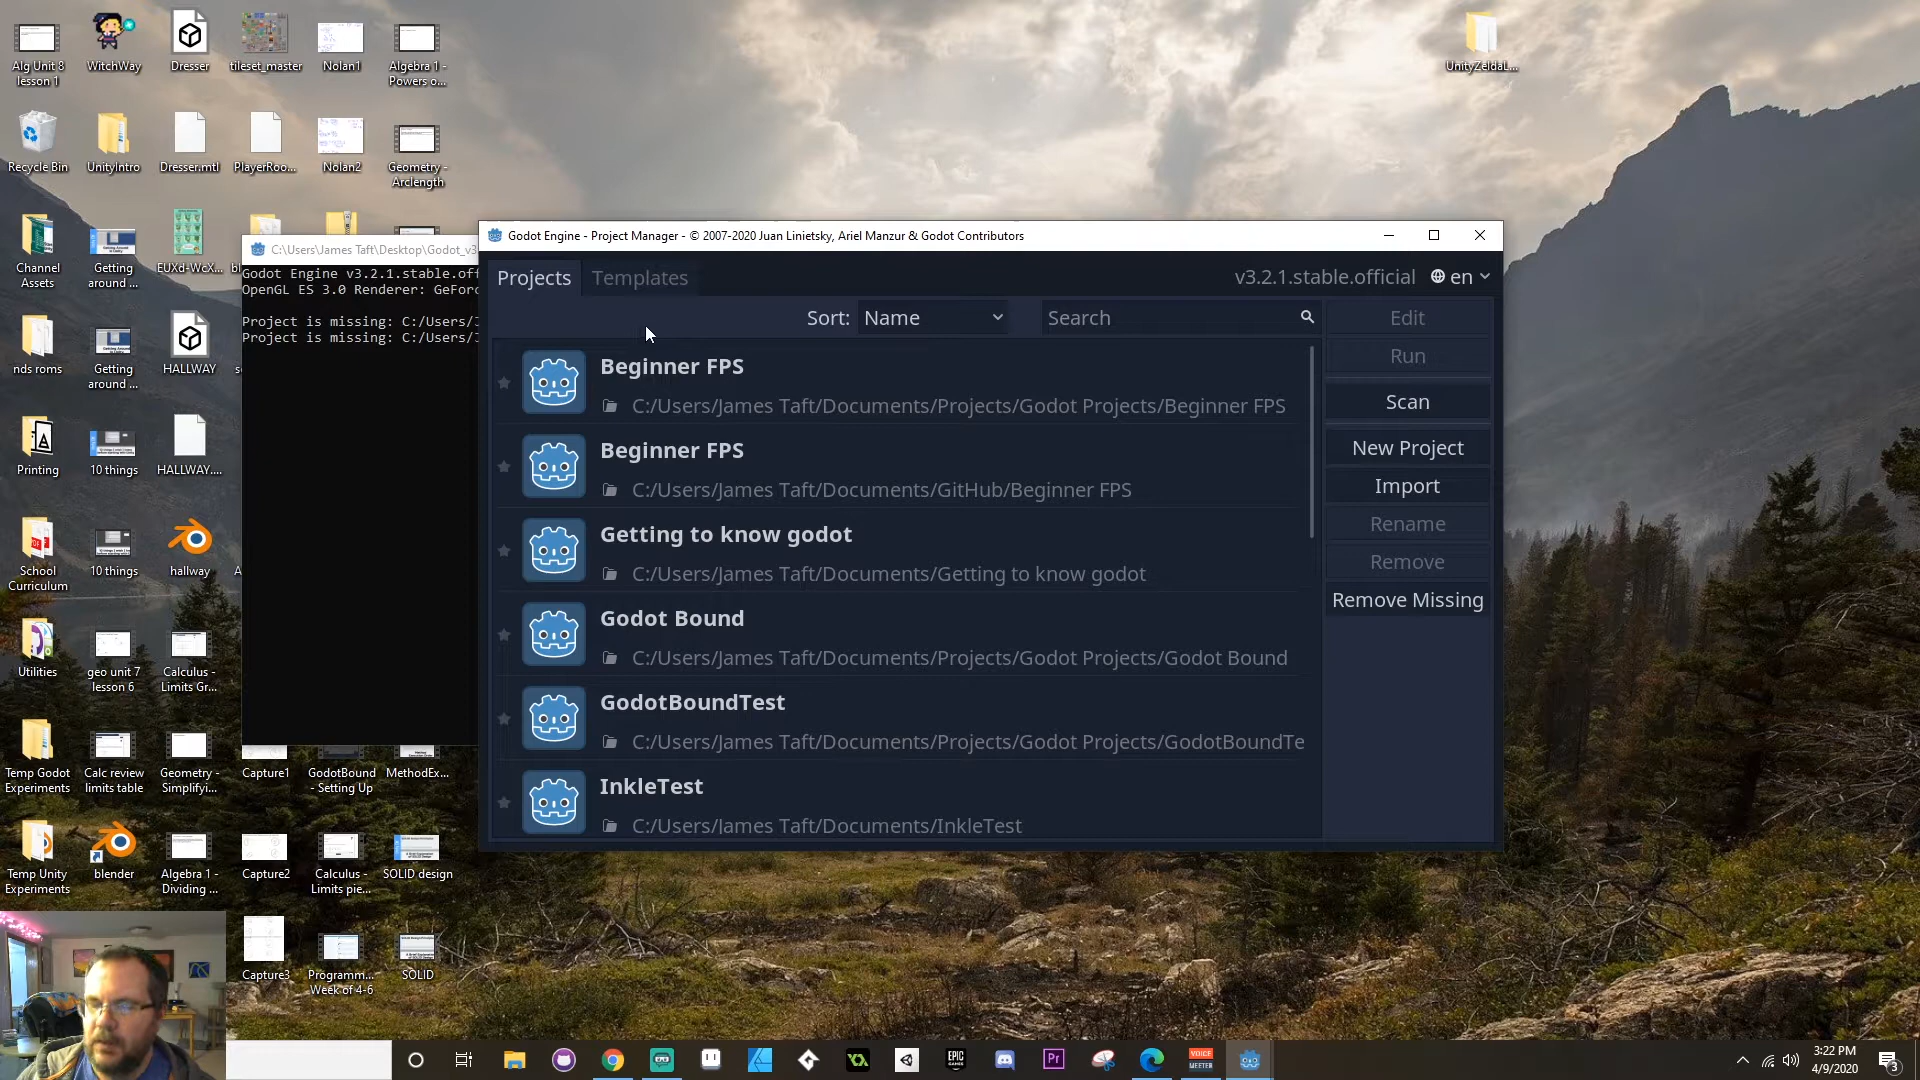 Alg Unit 8
lesson 1
WitchWay
Dresser
tileset_master
Nolan1
Algebra 1 -
Powers o...
UnityZeldaL...
Recycle Bin
UnityIntro
Dresser.mtl
PlayerRoo...
Nolan2
Geometry -
Arclength
Channel
Assets
Getting
around ...
EUXd-WcX...
nds roms
Getting
around ...
HALLWAY
Printing
10 things
HALLWAY....
School
Curriculum
10 things
hallway
Utilities
geo unit 7
lesson 6
Calculus -
Limits Gr...
Temp Godot
Experiments
Calc review
limits table
Geometry -
Simplifyi...
Capture1
GodotBound
- Setting Up
MethodEx...
Temp Unity
Experiments
blender
Algebra 1 -
Dividing ...
Capture2
Calculus -
Limits pie...
SOLID design
Capture3
Programm...
Week of 4-6
SOLID
C:\Users\James Taft\Desktop\Godot_v3
Godot Engine v3.2.1.stable.off
OpenGL ES 3.0 Renderer: GeForc
Project is missing: C:/Users/J
Project is missing: C:/Users/J
Godot Engine - Project Manager - © 2007-2020 Juan Linietsky, Ariel Manzur & Godot Contributors
Projects
Templates
v3.2.1.stable.official
en
Sort:
Name
Search
Beginner FPS
C:/Users/James Taft/Documents/Projects/Godot Projects/Beginner FPS
Beginner FPS
C:/Users/James Taft/Documents/GitHub/Beginner FPS
Getting to know godot
C:/Users/James Taft/Documents/Getting to know godot
Godot Bound
C:/Users/James Taft/Documents/Projects/Godot Projects/Godot Bound
GodotBoundTest
C:/Users/James Taft/Documents/Projects/Godot Projects/GodotBoundTe
InkleTest
C:/Users/James Taft/Documents/InkleTest
Edit
Run
Scan
New Project
Import
Rename
Remove
Remove Missing
EPIC
GAMES
Pr
VOICE
MEETER
3:22 PM
4/9/2020
3